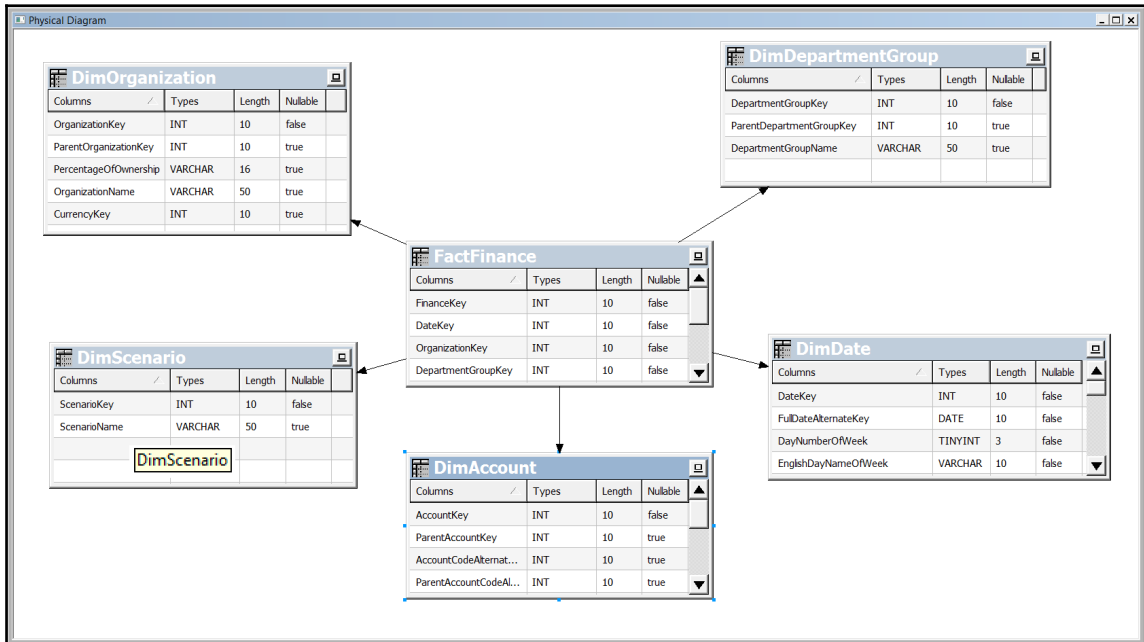 Physical Diagram
DimOrganization
Columns Types Length Nullable
OrganizationKey INT 10 false
ParentOrganizationKey INT 10 true
PercentageOfOwnership VARCHAR 16 true
OrganizationName VARCHAR 50 true
CurrencyKey INT 10 true
DimDepartmentGroup
Columns Types Length Nullable
DepartmentGroupKey INT 10 false
ParentDepartmentGroupKey INT 10 true
DepartmentGroupName VARCHAR 50 true
FactFinance
Columns Types Length Nullable
FinanceKey INT 10 false
DateKey INT 10 false
OrganizationKey INT 10 false
DepartmentGroupKey INT 10 false
DimScenario
Columns Types Length Nullable
ScenarioKey INT 10 false
ScenarioName VARCHAR 50 true
DimScenario
DimDate
Columns Types Length Nullable
DateKey INT 10 false
FullDateAlternateKey DATE 10 false
DayNumberOfWeek TINYINT 3 false
EnglishDayNameOfWeek VARCHAR 10 false
DimAccount
Columns Types Length Nullable
AccountKey INT 10 false
ParentAccountKey INT 10 true
AccountCodeAlternat... INT 10 true
ParentAccountCodeAl... INT 10 true